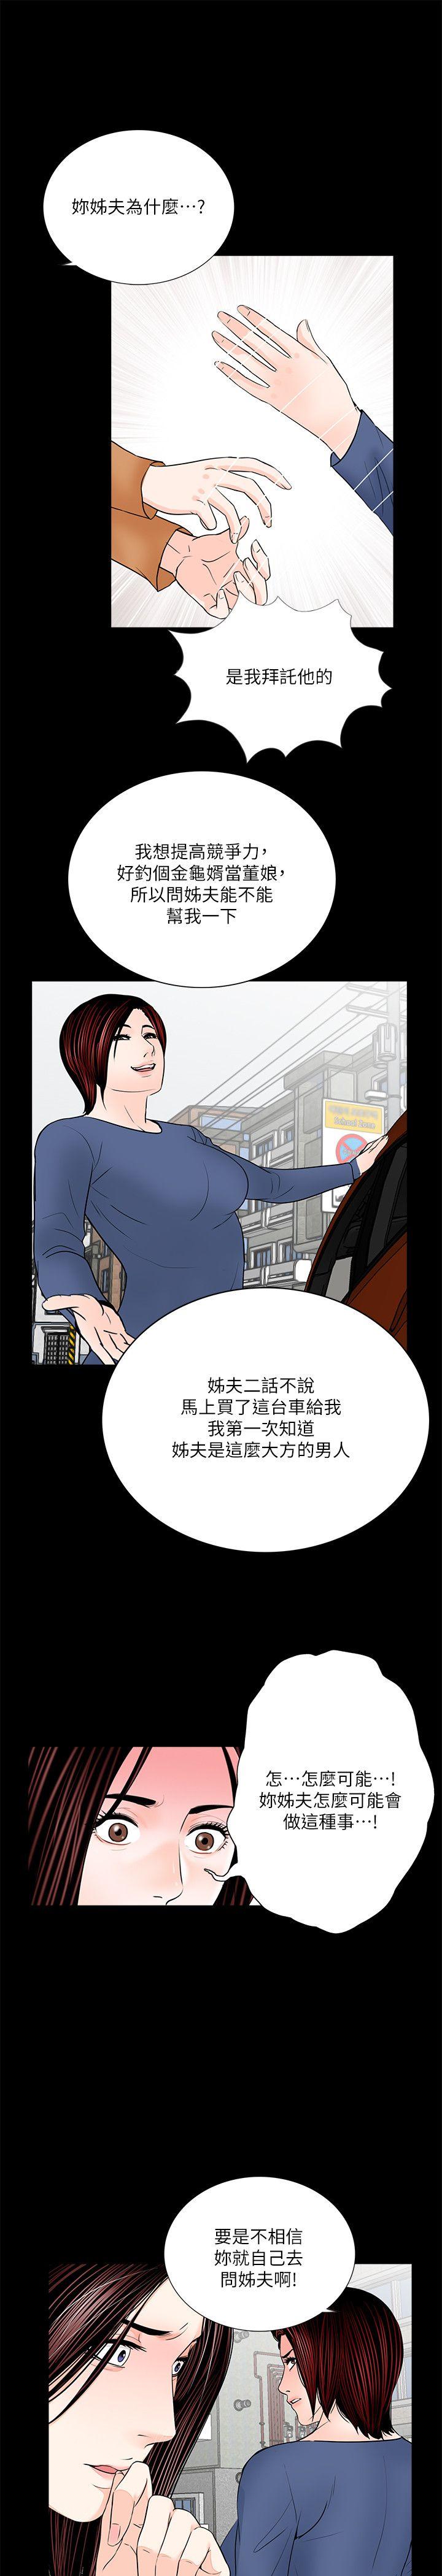 妳姊夫為什麼…?
是我拜託他的
我想提高競爭力，
好釣個金龜婿當董娘，
所以問姊夫能不能
幫我一下
School Zone
姊夫二話不說
馬上買了這台車給我
我第一次知道
姊夫是這麼大方的男人
怎…怎麼可能…!
妳姊夫怎麼可能會
做這種事…!
要是不相信
妳就自己去
問姊夫啊!